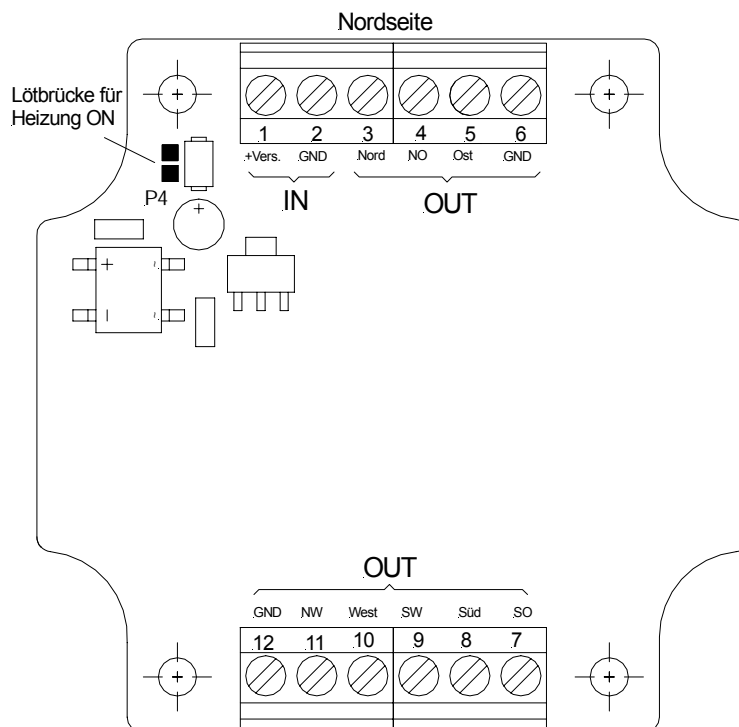 Nordseite
Lötbrücke für
Heizung ON
1 2 3 4 5 6
+Vers. GND Nord NO Ost GND
P4
IN OUT
+
+ ~
− ~
OUT
GND NW West SW Süd SO
12 11 10 9 8 7